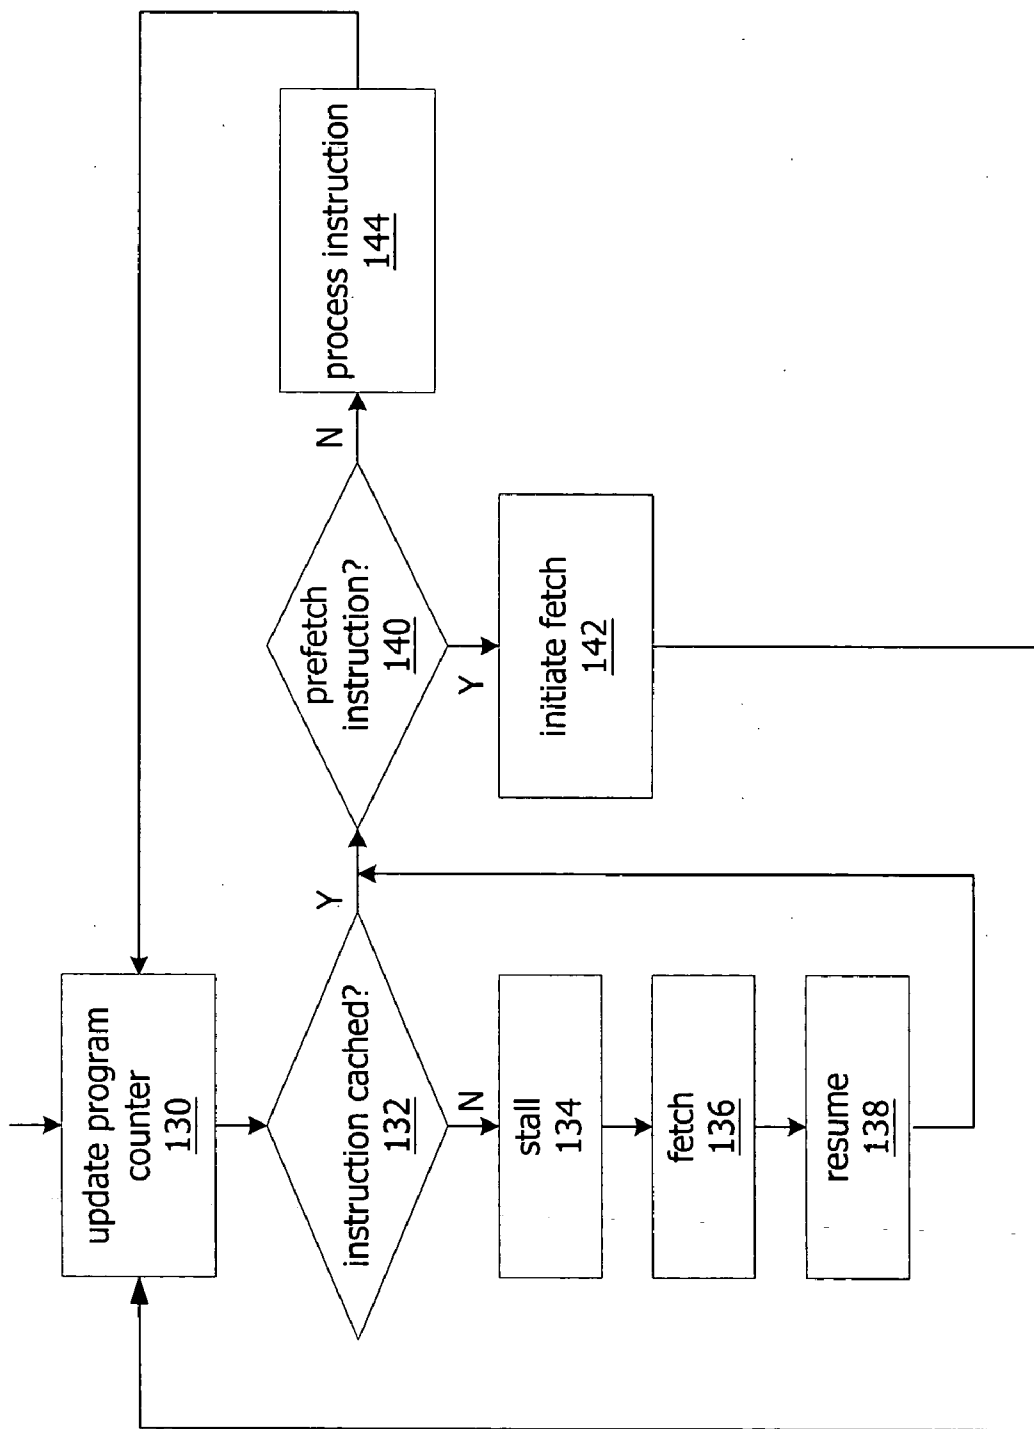 update program
counter
130
instruction cached?
132
Y
N
stall
134
fetch
136
resume
138
prefetch
instruction?
140
N
Y
initiate fetch
142
process instruction
144